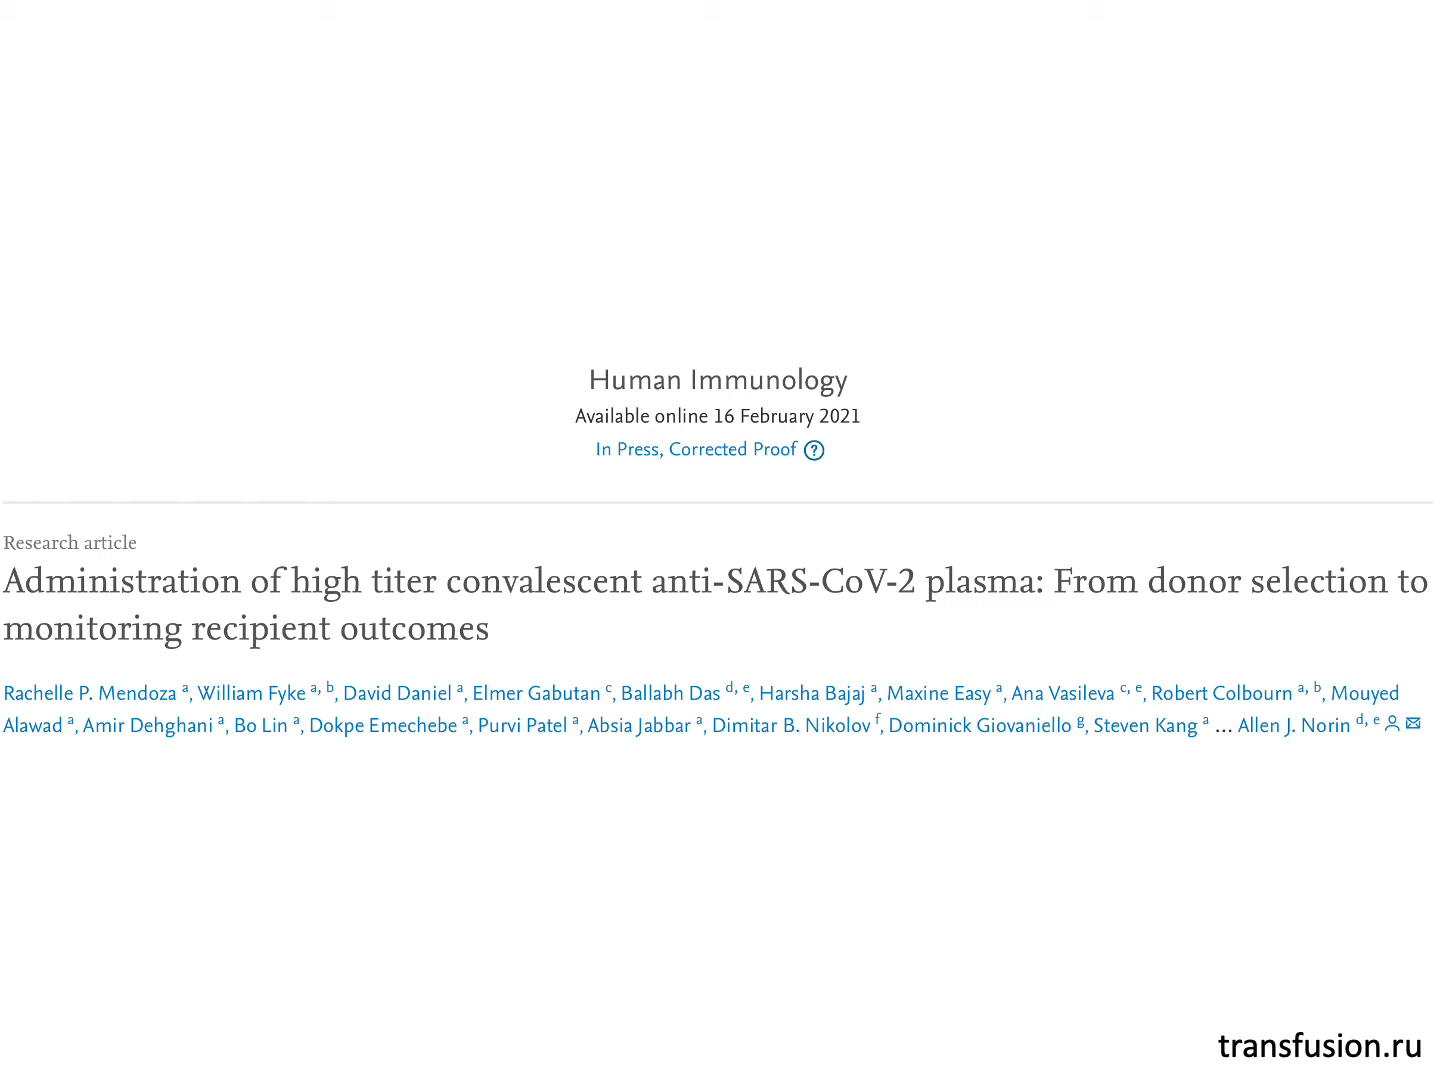 Human Immunology
Available online 16 February 2021
In Press, Corrected Proof ?
Research article
Administration of high titer convalescent anti-SARS-CoV-2 plasma: From donor selection to
monitoring recipient outcomes
Rachelle P. Mendoza a, William Fyke a, b, David Daniel a, Elmer Gabutan c, Ballabh Das d, e, Harsha Bajaj a, Maxine Easy a, Ana Vasileva c, e, Robert Colbourn a, b, Mouyed
Alawad a, Amir Dehghani a, Bo Lin a, Dokpe Emechebe a, Purvi Patel a, Absia Jabbar a, Dimitar B. Nikolov f, Dominick Giovaniello g, Steven Kang a ... Allen J. Norin d, e
transfusion.ru